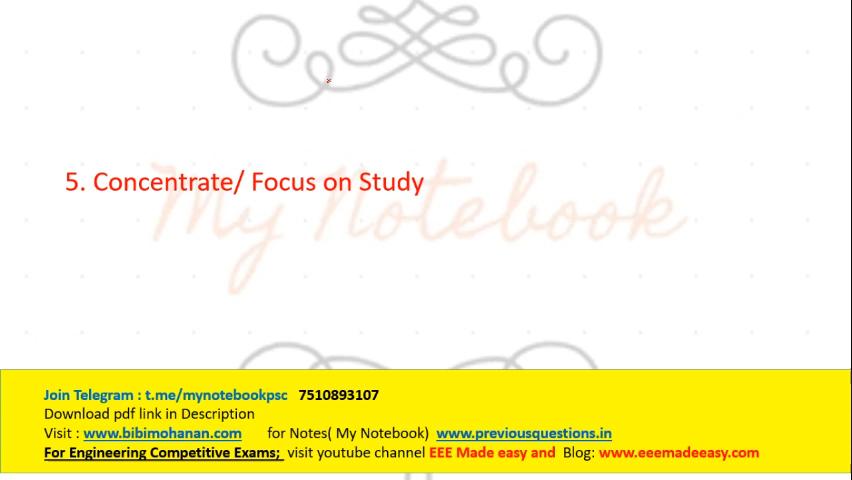 5. Concentrate/ Focus on Study
My Notebook
Join Telegram : t.me/mynotebookpsc 7510893107
Download pdf link in Description
Visit : www.bibimohanan.com for Notes( My Notebook) www.previousquestions.in
For Engineering Competitive Exams; visit youtube channel EEE Made easy and Blog: www.eeemadeeasy.com